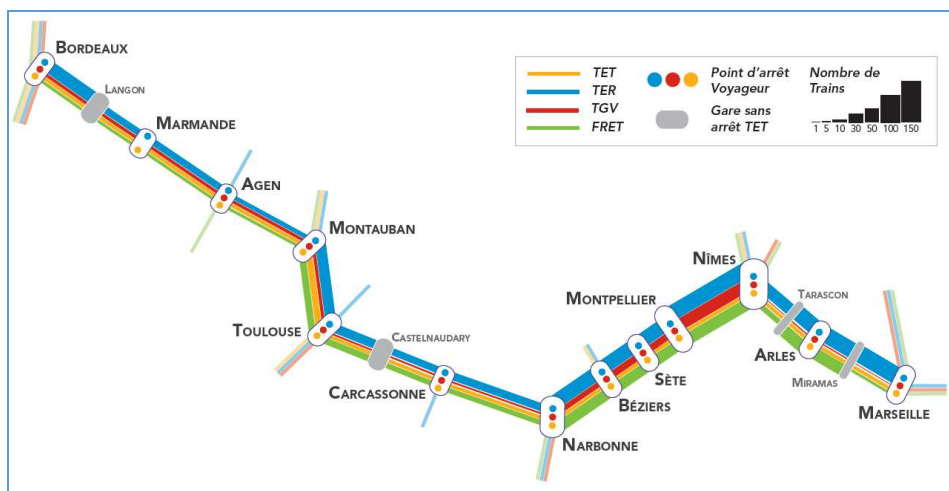 BORDEAUX
LANGON
MARMANDE
AGEN
MONTAUBAN
TOULOUSE
CASTELNAUDARY
CARCASSONNE
NARBONNE
BÉZIERS
SÈTE
MONTPELLIER
NÎMES
TARASCON
ARLES
MIRAMAS
MARSEILLE
TET
TER
TGV
FRET
Point d'arrêt
Voyageur
Gare sans
arrêt TET
Nombre de
Trains
1 5 10 30 50 100 150